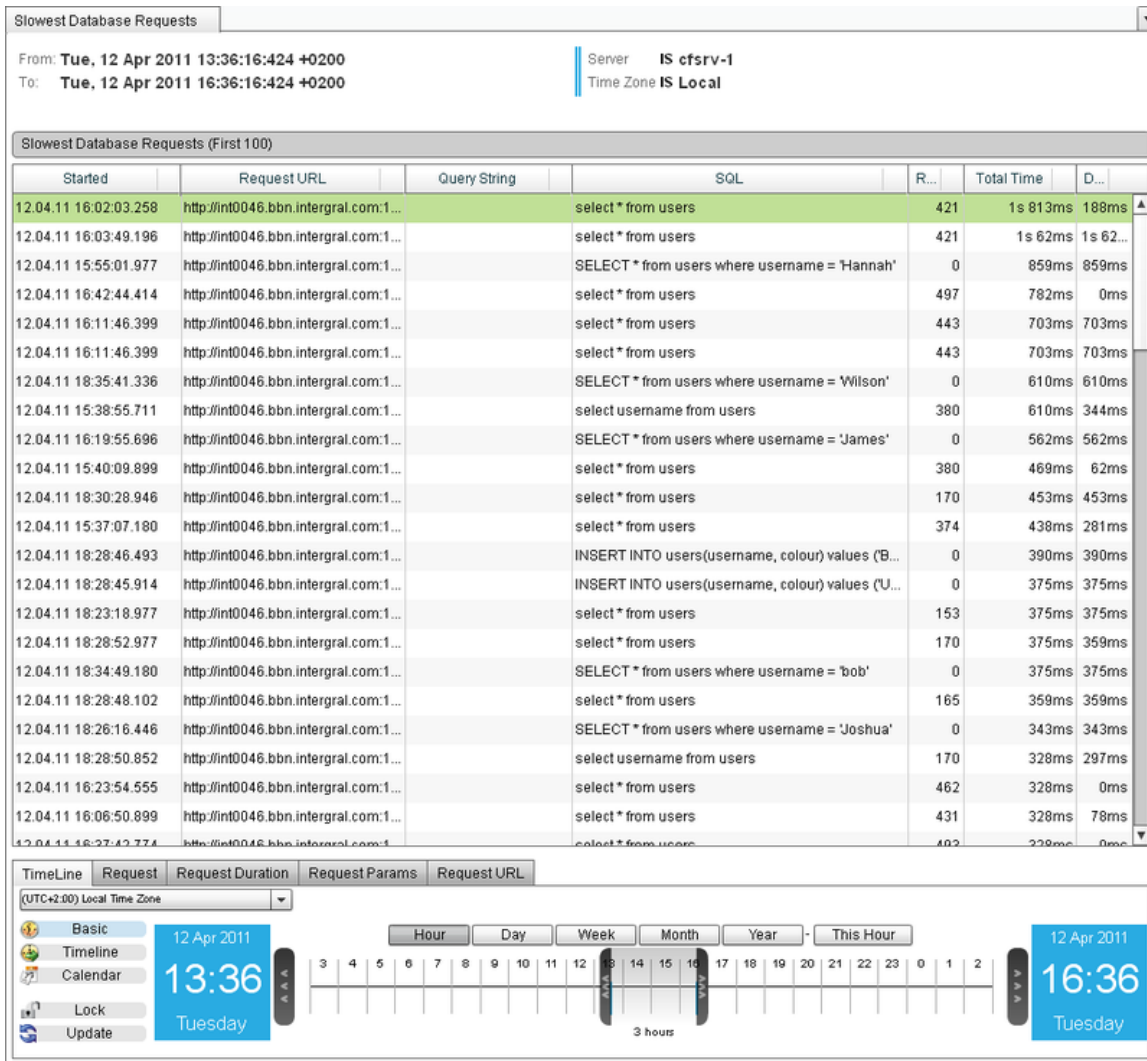 Slowest Database Requests
From: Tue, 12 Apr 2011 13:36:16:424 +0200
To: Tue, 12 Apr 2011 16:36:16:424 +0200
Server IS cfsrv-1
Time Zone IS Local
Slowest Database Requests (First 100)
Started Request URL Query String SQL R... Total Time D...
12.04.11 16:02:03.258 http://int0046.bbn.intergral.com:1... select * from users 421 1s 813ms 188ms
12.04.11 16:03:49.196 http://int0046.bbn.intergral.com:1... select * from users 421 1s 62ms 1s 62...
12.04.11 15:55:01.977 http://int0046.bbn.intergral.com:1... SELECT * from users where username = 'Hannah' 0 859ms 859ms
12.04.11 16:42:44.414 http://int0046.bbn.intergral.com:1... select * from users 497 782ms 0ms
12.04.11 16:11:46.399 http://int0046.bbn.intergral.com:1... select * from users 443 703ms 703ms
12.04.11 16:11:46.399 http://int0046.bbn.intergral.com:1... select * from users 443 703ms 703ms
12.04.11 18:35:41.336 http://int0046.bbn.intergral.com:1... SELECT * from users where username = 'Wilson' 0 610ms 610ms
12.04.11 15:38:55.711 http://int0046.bbn.intergral.com:1... select username from users 380 610ms 344ms
12.04.11 16:19:55.696 http://int0046.bbn.intergral.com:1... SELECT * from users where username = 'James' 0 562ms 562ms
12.04.11 15:40:09.899 http://int0046.bbn.intergral.com:1... select * from users 380 469ms 62ms
12.04.11 18:30:28.946 http://int0046.bbn.intergral.com:1... select * from users 170 453ms 453ms
12.04.11 15:37:07.180 http://int0046.bbn.intergral.com:1... select * from users 374 438ms 281ms
12.04.11 18:28:46.493 http://int0046.bbn.intergral.com:1... INSERT INTO users(username, colour) values ('B... 0 390ms 390ms
12.04.11 18:28:45.914 http://int0046.bbn.intergral.com:1... INSERT INTO users(username, colour) values ('U... 0 375ms 375ms
12.04.11 18:23:18.977 http://int0046.bbn.intergral.com:1... select * from users 153 375ms 375ms
12.04.11 18:28:52.977 http://int0046.bbn.intergral.com:1... select * from users 170 375ms 359ms
12.04.11 18:34:49.180 http://int0046.bbn.intergral.com:1... SELECT * from users where username = 'bob' 0 375ms 375ms
12.04.11 18:28:48.102 http://int0046.bbn.intergral.com:1... select * from users 165 359ms 359ms
12.04.11 18:26:16.446 http://int0046.bbn.intergral.com:1... SELECT * from users where username = 'Joshua' 0 343ms 343ms
12.04.11 18:28:50.852 http://int0046.bbn.intergral.com:1... select username from users 170 328ms 297ms
12.04.11 16:23:54.555 http://int0046.bbn.intergral.com:1... select * from users 462 328ms 0ms
12.04.11 16:06:50.899 http://int0046.bbn.intergral.com:1... select * from users 431 328ms 78ms
12.04.11 16:37:42.774 http://int0046.bbn.intergral.com:1... select * from users 328ms 0ms
TimeLine Request Request Duration Request Params Request URL
(UTC+2:00) Local Time Zone
Basic
Timeline
Calendar
Lock
Update
12 Apr 2011
13:36
Tuesday
Hour Day Week Month Year - This Hour
3 4 5 6 7 8 9 10 11 12 13 14 15 16 17 18 19 20 21 22 23 0 1 2
3 hours
12 Apr 2011
16:36
Tuesday